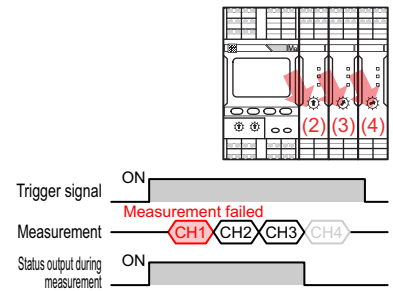 (2) (3) (4)
ON
Trigger signal
Measurement failed
Measurement
CH1 CH2 CH3 CH4
ON
Status output during
measurement